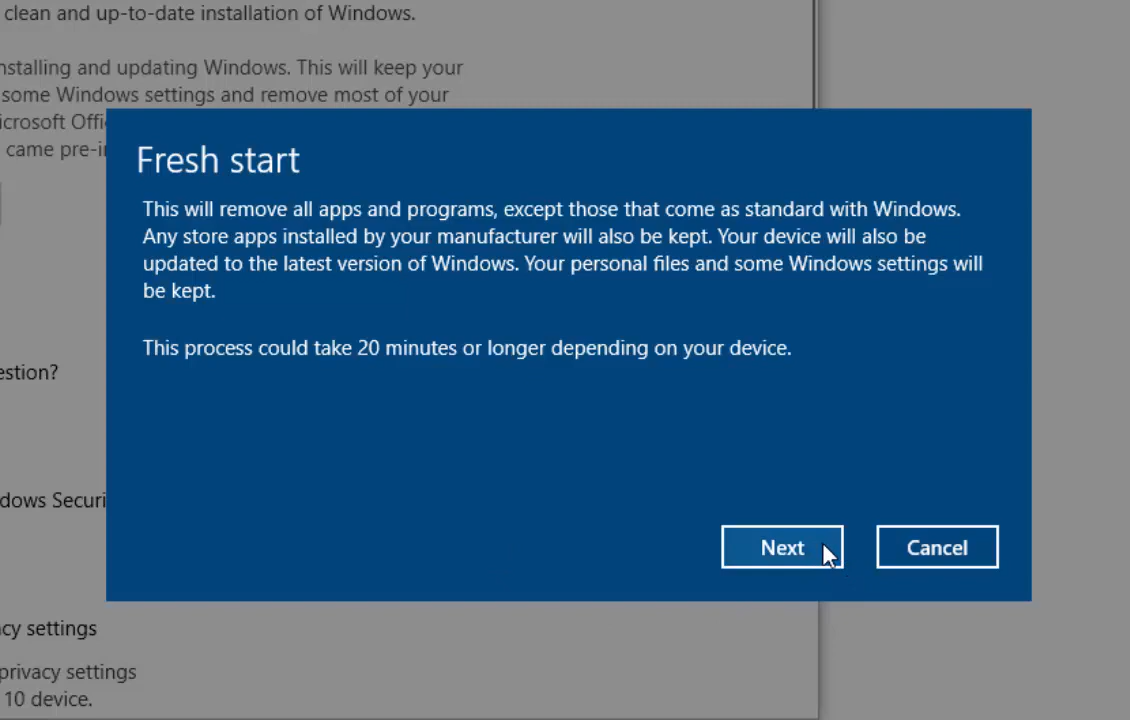 clean and up-to-date installation of Windows.
nstalling and updating Windows. This will keep your
some Windows settings and remove most of your
icrosoft Offi
came pre-in
Fresh start
This will remove all apps and programs, except those that come as standard with Windows.
Any store apps installed by your manufacturer will also be kept. Your device will also be
updated to the latest version of Windows. Your personal files and some Windows settings will
be kept.
This process could take 20 minutes or longer depending on your device.
estion?
dows Securi
Next
Cancel
cy settings
privacy settings
10 device.